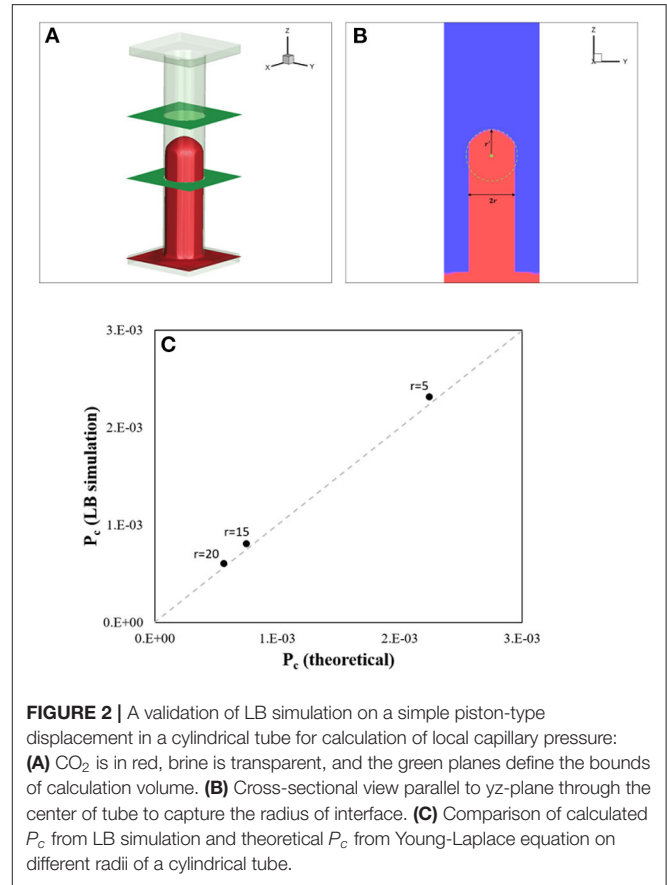 A
Z
X
Y
B
Z
X
Y
r'
2r
C
3.E-03
2.E-03
1.E-03
0.E+00
P_c (LB simulation)
r=5
r=15
r=20
0.E+00
1.E-03
2.E-03
3.E-03
P_c (theoretical)
FIGURE 2 | A validation of LB simulation on a simple piston-type
displacement in a cylindrical tube for calculation of local capillary pressure:
(A) CO₂ is in red, brine is transparent, and the green planes define the bounds
of calculation volume. (B) Cross-sectional view parallel to yz-plane through the
center of tube to capture the radius of interface. (C) Comparison of calculated
P_c from LB simulation and theoretical P_c from Young-Laplace equation on
different radii of a cylindrical tube.